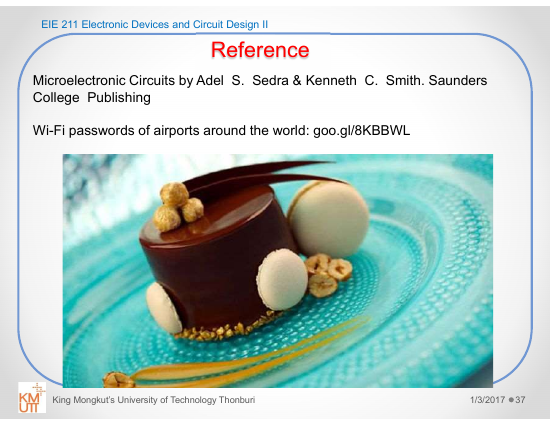 EIE 211 Electronic Devices and Circuit Design II
Reference
Microelectronic Circuits by Adel S. Sedra & Kenneth C. Smith. Saunders
College Publishing
Wi-Fi passwords of airports around the world: goo.gl/8KBBWL
KM
UTT
King Mongkut's University of Technology Thonburi
1/3/2017 ●37